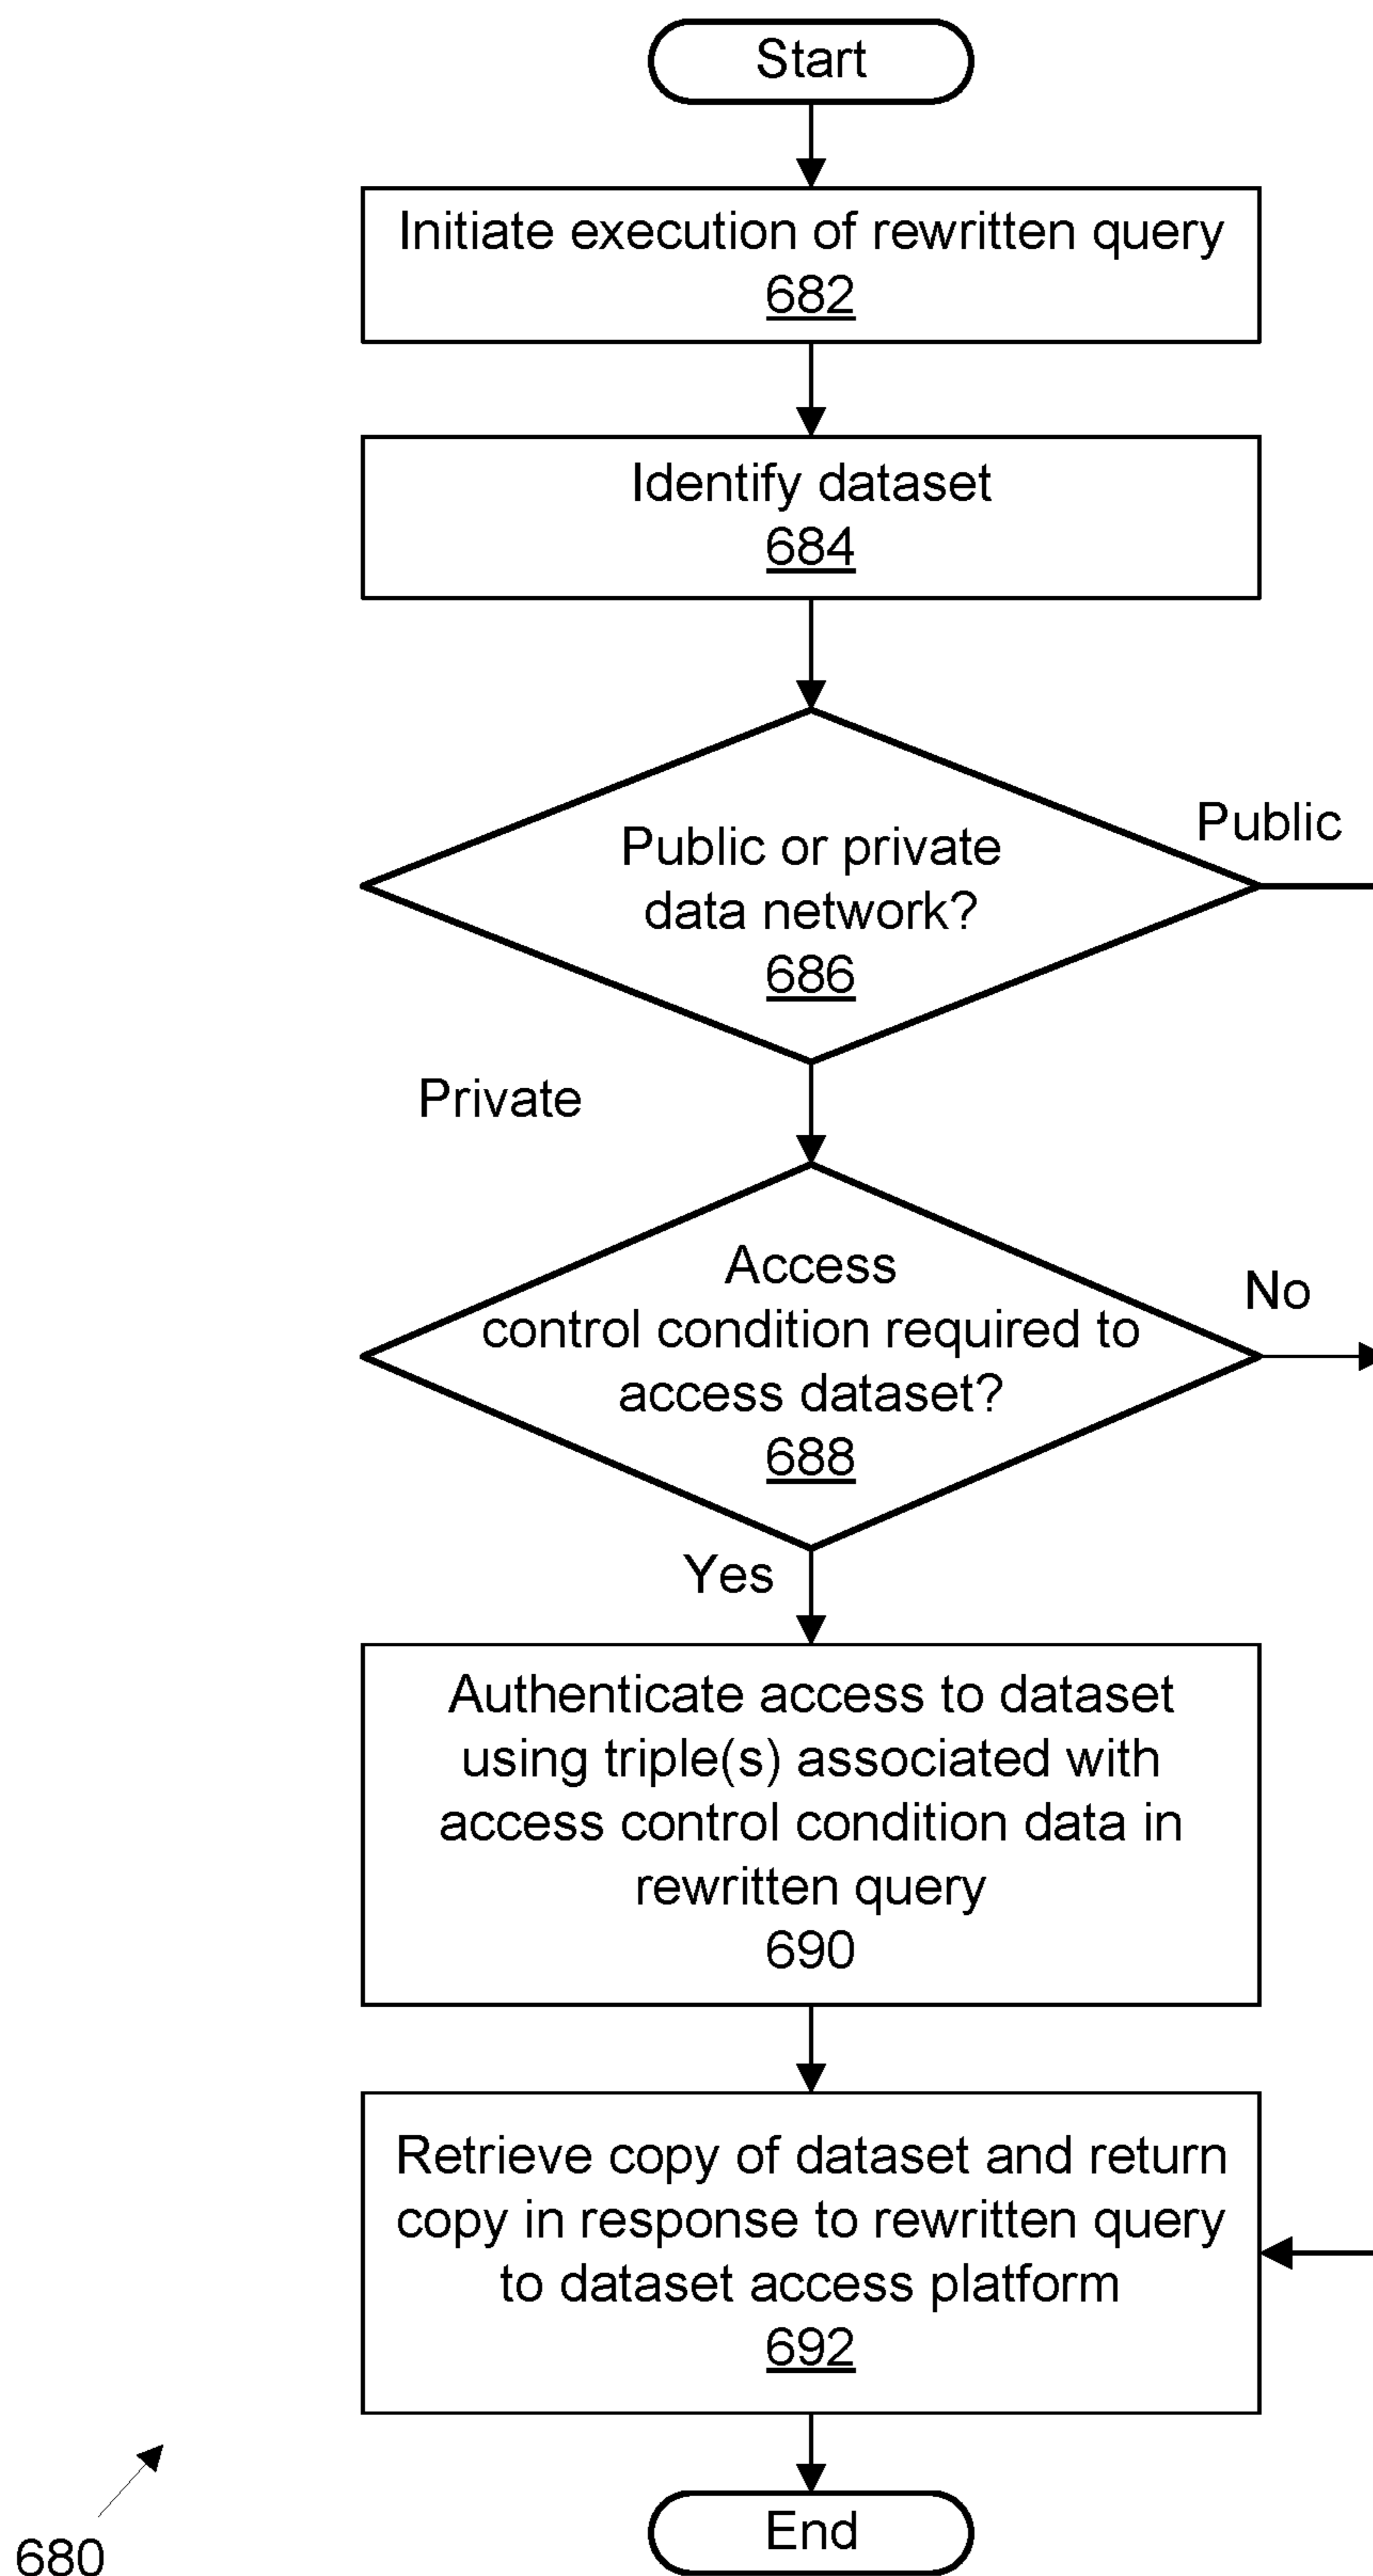 Start
Initiate execution of rewritten query
682
Identify dataset
684
Public or private
data network?
686
Public
Private
Access
control condition required to
access dataset?
688
No
Yes
Authenticate access to dataset
using triple(s) associated with
access control condition data in
rewritten query
690
Retrieve copy of dataset and return
copy in response to rewritten query
to dataset access platform
692
End
680